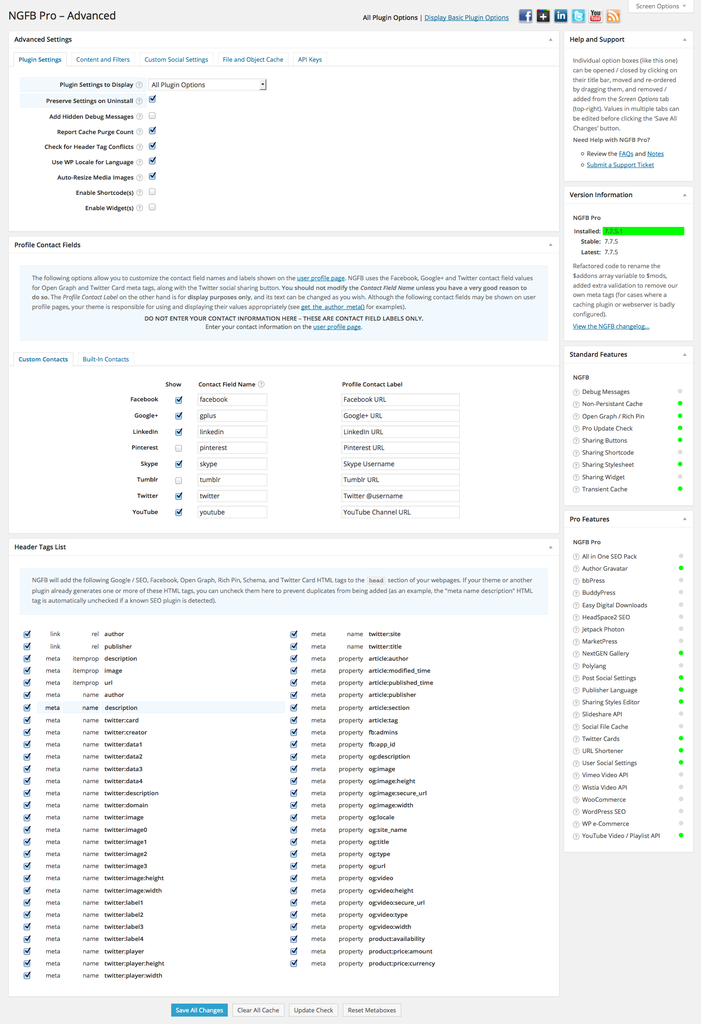 NGFB Pro – Advanced
All Plugin Options | Display Basic Plugin Options
Screen Options
Advanced Settings
Plugin Settings
Content and Filters
Custom Social Settings
File and Object Cache
API Keys
Plugin Settings to Display
All Plugin Options
Preserve Settings on Uninstall
Add Hidden Debug Messages
Report Cache Purge Count
Check for Header Tag Conflicts
Use WP Locale for Language
Auto-Resize Media Images
Enable Shortcode(s)
Enable Widget(s)
Profile Contact Fields
The following options allow you to customize the contact field names and labels shown on the user profile page. NGFB uses the Facebook, Google+ and Twitter contact field values
for Open Graph and Twitter Card meta tags, along with the Twitter social sharing button. You should not modify the Contact Field Name unless you have a very good reason to
do so. The Profile Contact Label on the other hand is for display purposes only, and its text can be changed as you wish. Although the following contact fields may be shown on user
profile pages, your theme is responsible for using and displaying their values appropriately (see get_the_author_meta() for examples).
DO NOT ENTER YOUR CONTACT INFORMATION HERE – THESE ARE CONTACT FIELD LABELS ONLY.
Enter your contact information on the user profile page.
Custom Contacts
Built-In Contacts
Show Contact Field Name Profile Contact Label
Facebook facebook Facebook URL
Google+ gplus Google+ URL
LinkedIn linkedin LinkedIn URL
Pinterest pinterest Pinterest URL
Skype skype Skype Username
Tumblr tumblr Tumblr URL
Twitter twitter Twitter @username
YouTube youtube YouTube Channel URL
Header Tags List
NGFB will add the following Google / SEO, Facebook, Open Graph, Rich Pin, Schema, and Twitter Card HTML tags to the head section of your webpages. If your theme or another
plugin already generates one or more of these HTML tags, you can uncheck them here to prevent duplicates from being added (as an example, the "meta name description" HTML
tag is automatically unchecked if a known SEO plugin is detected).
link rel author
link rel publisher
meta itemprop description
meta itemprop image
meta itemprop url
meta name author
meta name description
meta name twitter:card
meta name twitter:creator
meta name twitter:data1
meta name twitter:data2
meta name twitter:data3
meta name twitter:data4
meta name twitter:description
meta name twitter:domain
meta name twitter:image
meta name twitter:image0
meta name twitter:image1
meta name twitter:image2
meta name twitter:image3
meta name twitter:image:height
meta name twitter:image:width
meta name twitter:label1
meta name twitter:label2
meta name twitter:label3
meta name twitter:label4
meta name twitter:player
meta name twitter:player:height
meta name twitter:player:width
meta name twitter:site
meta name twitter:title
meta property article:author
meta property article:modified_time
meta property article:published_time
meta property article:publisher
meta property article:section
meta property article:tag
meta property fb:admins
meta property fb:app_id
meta property og:description
meta property og:image
meta property og:image:height
meta property og:image:secure_url
meta property og:image:width
meta property og:locale
meta property og:site_name
meta property og:title
meta property og:type
meta property og:url
meta property og:video
meta property og:video:height
meta property og:video:secure_url
meta property og:video:type
meta property og:video:width
meta property product:availability
meta property product:price:amount
meta property product:price:currency
Save All Changes
Clear All Cache
Update Check
Reset Metaboxes
Help and Support
Individual option boxes (like this one)
can be opened / closed by clicking on
their title bar, moved and re-ordered
by dragging them, and removed /
added from the Screen Options tab
(top-right). Values in multiple tabs can
be edited before clicking the 'Save All
Changes' button.
Need Help with NGFB Pro?
Review the FAQs and Notes
Submit a Support Ticket
Version Information
NGFB Pro
Installed: 7.7.5.1
Stable: 7.7.5
Latest: 7.7.5
Refactored code to rename the
$addons array variable to $mods,
added extra validation to remove our
own meta tags (for cases where a
caching plugin or webserver is badly
configured).
View the NGFB changelog...
Standard Features
NGFB
Debug Messages
Non-Persistant Cache
Open Graph / Rich Pin
Pro Update Check
Sharing Buttons
Sharing Shortcode
Sharing Stylesheet
Sharing Widget
Transient Cache
Pro Features
NGFB Pro
All in One SEO Pack
Author Gravatar
bbPress
BuddyPress
Easy Digital Downloads
HeadSpace2 SEO
Jetpack Photon
MarketPress
NextGEN Gallery
Polylang
Post Social Settings
Publisher Language
Sharing Styles Editor
Slideshare API
Social File Cache
Twitter Cards
URL Shortener
User Social Settings
Vimeo Video API
Wistia Video API
WooCommerce
WordPress SEO
WP e-Commerce
YouTube Video / Playlist API